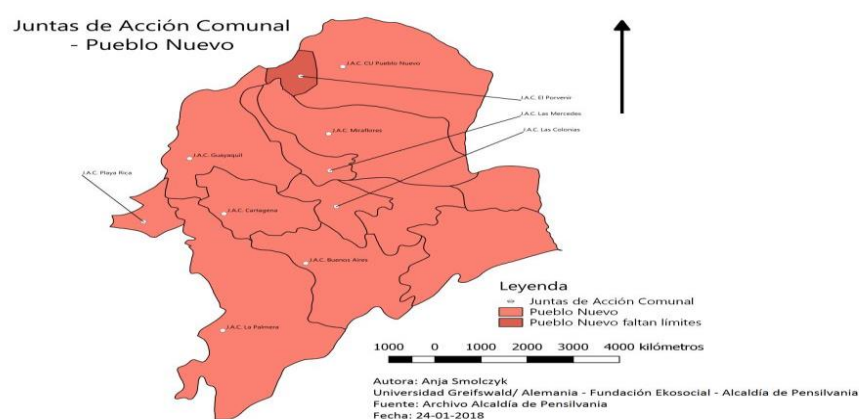 Juntas de Acción Comunal
- Pueblo Nuevo
J.A.C. CU Pueblo Nuevo
J.A.C. El Porvenir
J.A.C. Las Mercedes
J.A.C. Miraflores
J.A.C. Las Colonias
J.A.C. Guayaquil
J.A.C. Playa Rica
J.A.C. Cartagena
J.A.C. Buenos Aires
J.A.C. La Palmera
Leyenda
Juntas de Acción Comunal
Pueblo Nuevo
Pueblo Nuevo faltan límites
1000 0 1000 2000 3000 4000 kilómetros
Autora: Anja Smolczyk
Universidad Greifswald/ Alemania - Fundación Ekosocial - Alcaldía de Pensilvania
Fuente: Archivo Alcaldía de Pensilvania
Fecha: 24-01-2018